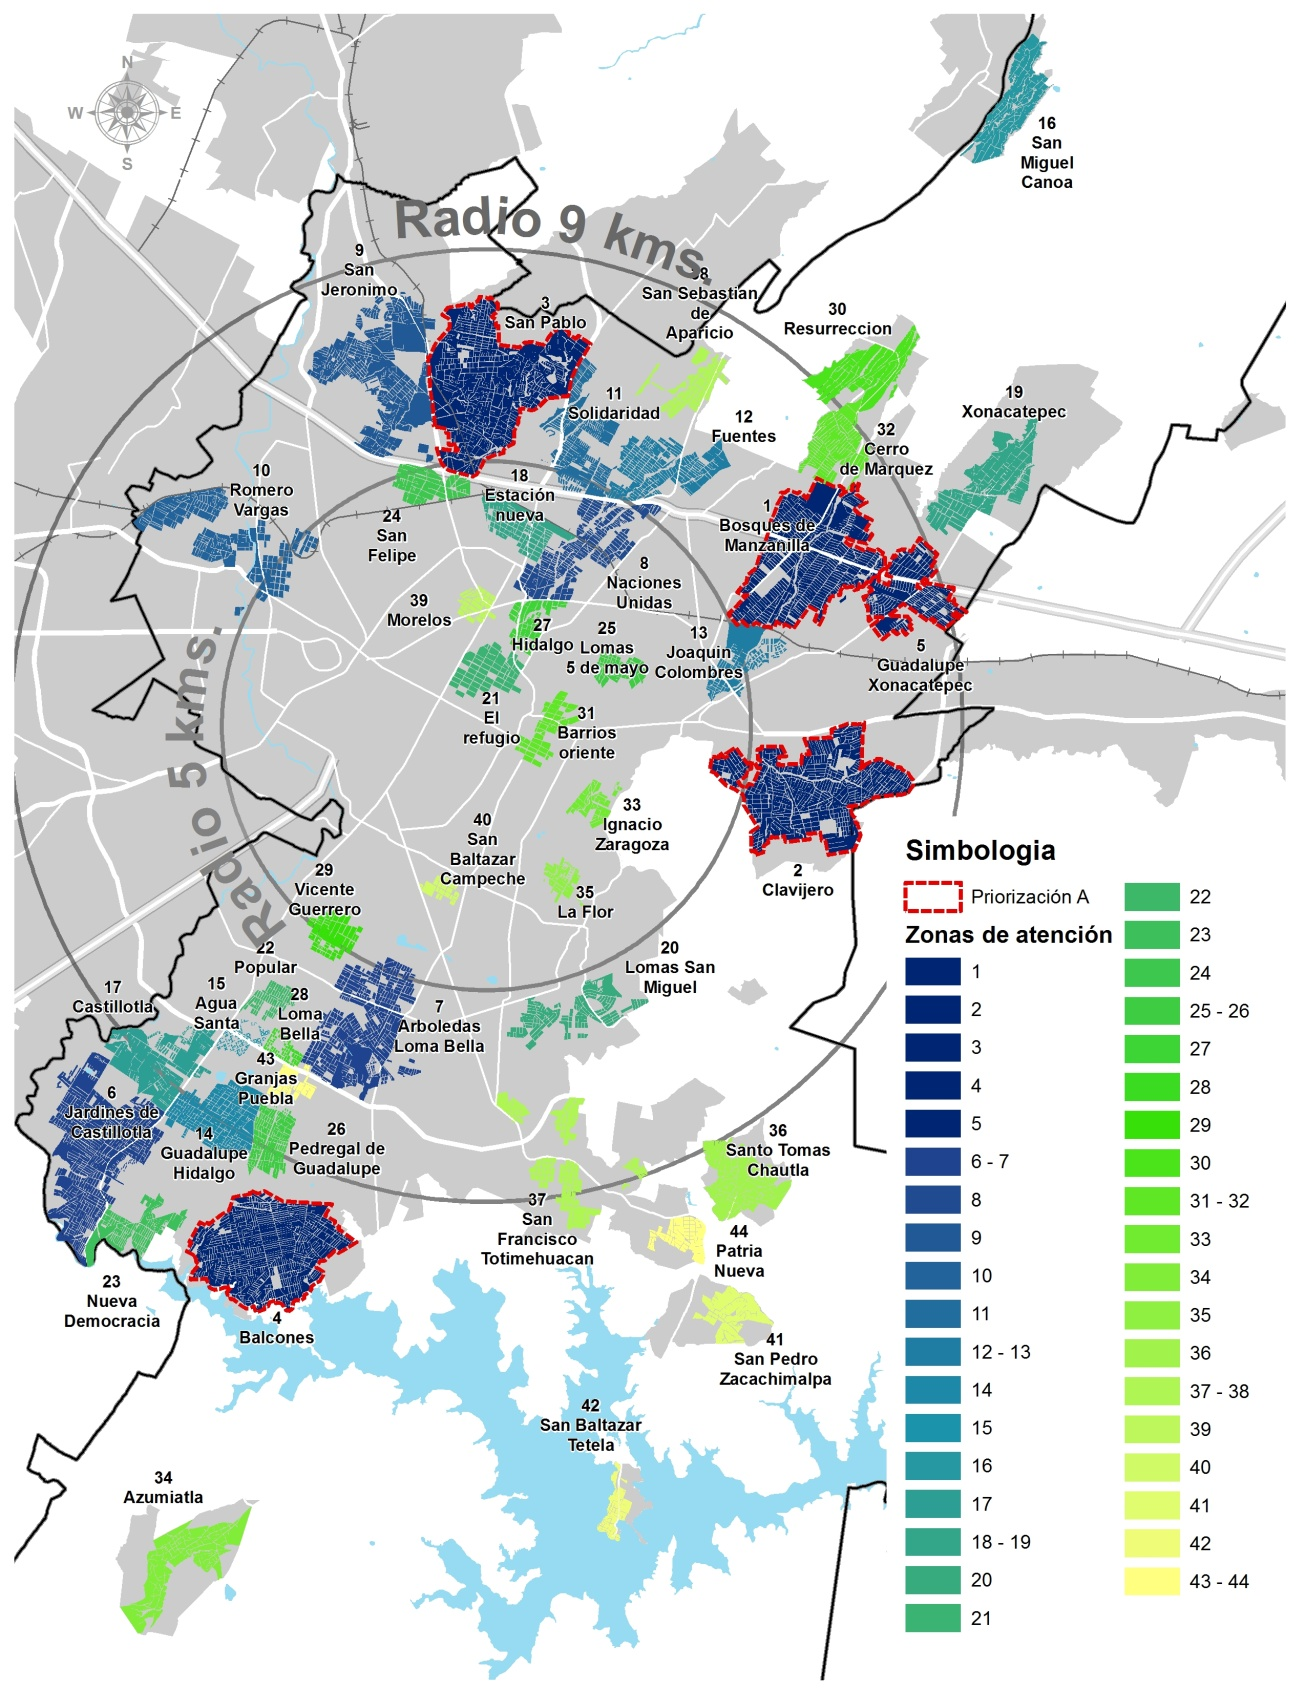 N
W
E
S
16
San
Miguel
Canoa
Radio 9 kms.
9
San
Jeronimo
38
San Sebastian
de
Aparicio
3
San Pablo
30
Resurreccion
11
Solidaridad
19
Xonacatepec
12
Fuentes
32
Cerro
de Marquez
10
Romero
Vargas
18
Estación
nueva
1
Bosques de
Manzanilla
24
San
Felipe
8
Naciones
Unidas
39
Morelos
27
Hidalgo
25
Lomas
5 de mayo
13
Joaquin
Colombres
5
Guadalupe
Xonacatepec
Radio 5 kms.
21
El
refugio
31
Barrios
oriente
33
Ignacio
Zaragoza
40
San
Baltazar
Campeche
2
Clavijero
29
Vicente
Guerrero
35
La Flor
22
Popular
20
Lomas San
Miguel
17
Castillotla
15
Agua
Santa
28
Loma
Bella
7
Arboledas
Loma Bella
43
Granjas
Puebla
6
Jardines de
Castillotla
14
Guadalupe
Hidalgo
26
Pedregal de
Guadalupe
36
Santo Tomas
Chautla
37
San
Francisco
Totimehuacan
44
Patria
Nueva
23
Nueva
Democracia
4
Balcones
41
San Pedro
Zacachimalpa
42
San Baltazar
Tetela
34
Azumiatla
Simbologia
Priorización A
Zonas de atención
1
2
3
4
5
6 - 7
8
9
10
11
12 - 13
14
15
16
17
18 - 19
20
21
22
23
24
25 - 26
27
28
29
30
31 - 32
33
34
35
36
37 - 38
39
40
41
42
43 - 44